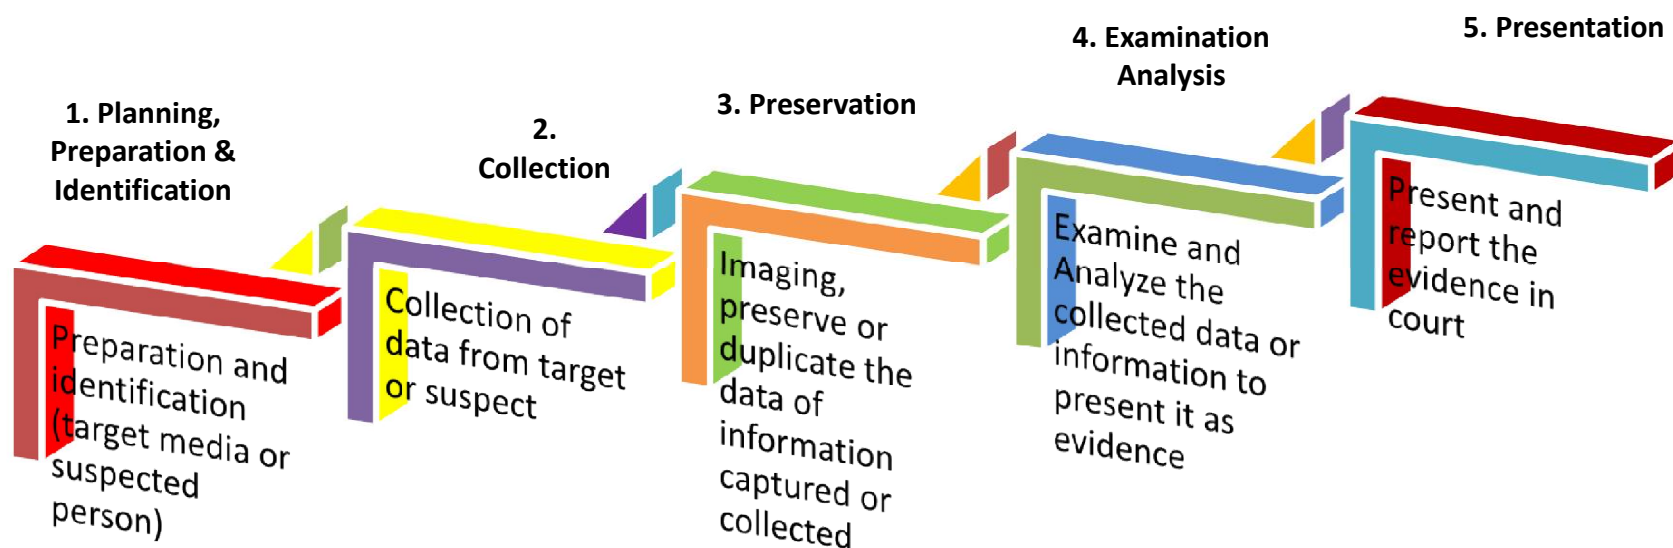 1. Planning,
Preparation &
Identification
Preparation and
identification
(target media or
suspected
person)
2.
Collection
Collection of
data from target
or suspect
3. Preservation
Imaging,
preserve or
duplicate the
data of
information
captured or
collected
4. Examination
Analysis
Examine and
Analyze the
collected data or
information to
present it as
evidence
5. Presentation
Present and
report the
evidence in
court